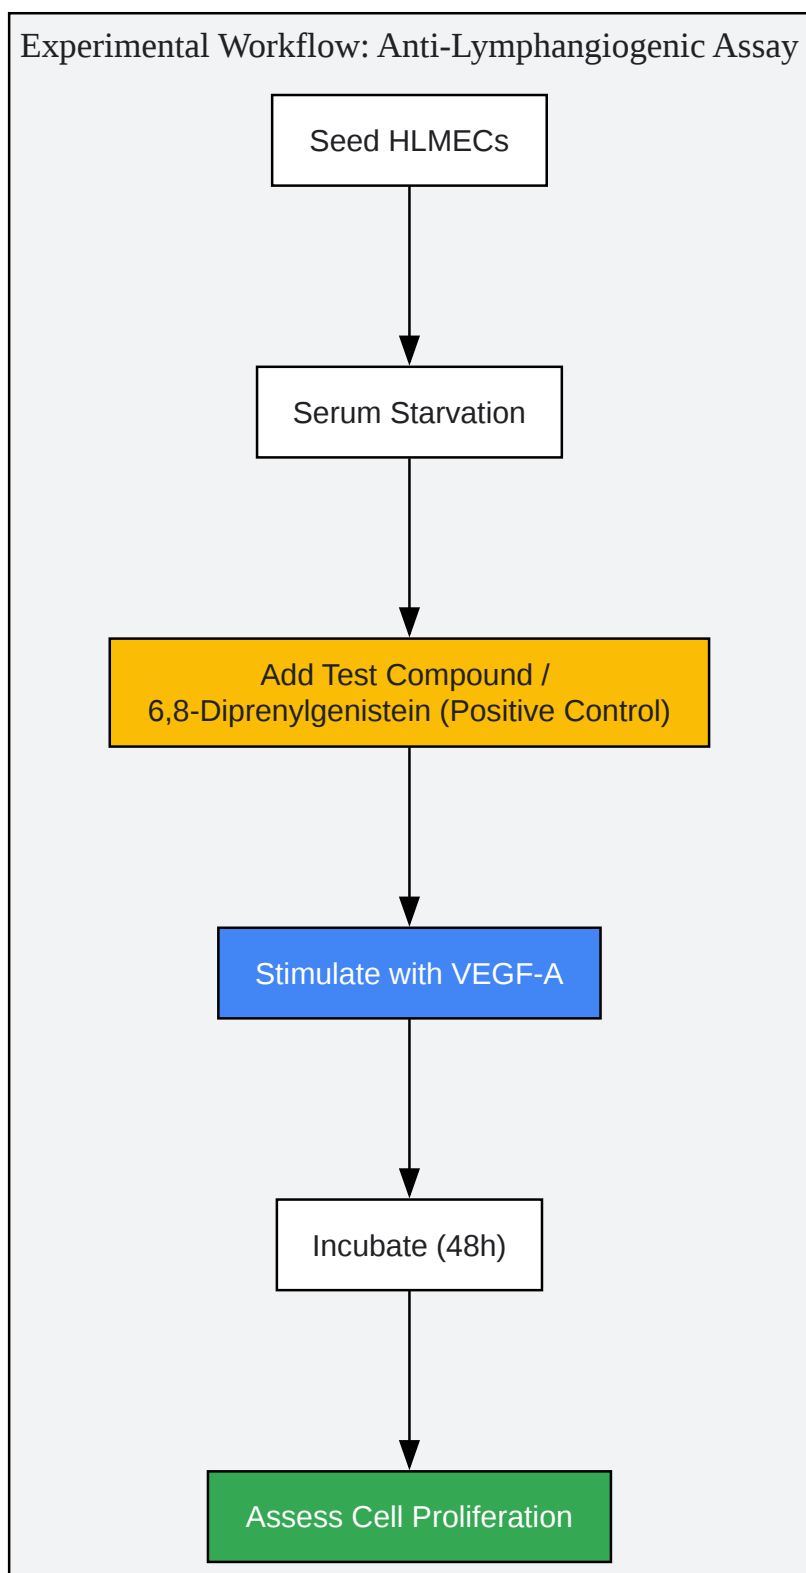 Experimental Workflow: Anti-Lymphangiogenic Assay
Seed HLMECs
Serum Starvation
Add Test Compound /
6,8-Diprenylgenistein (Positive Control)
Stimulate with VEGF-A
Incubate (48h)
Assess Cell Proliferation